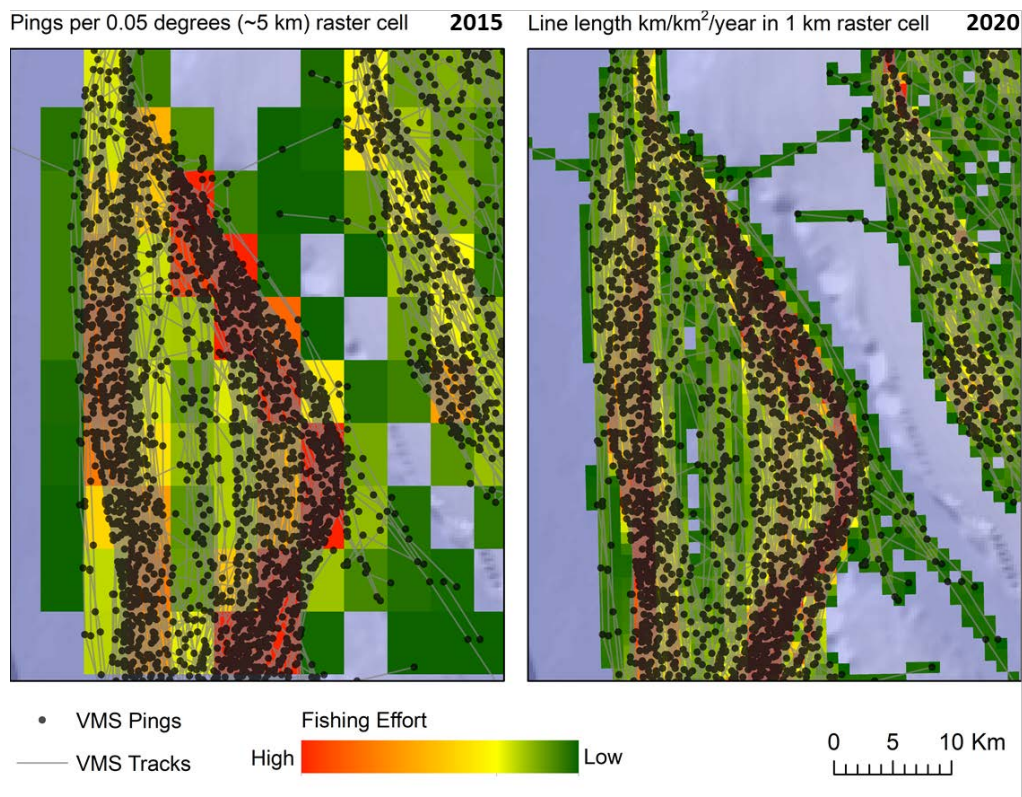 Pings per 0.05 degrees (~5 km) raster cell 2015
Line length km/km²/year in 1 km raster cell 2020
VMS Pings
VMS Tracks
Fishing Effort
High Low
0 5 10 Km